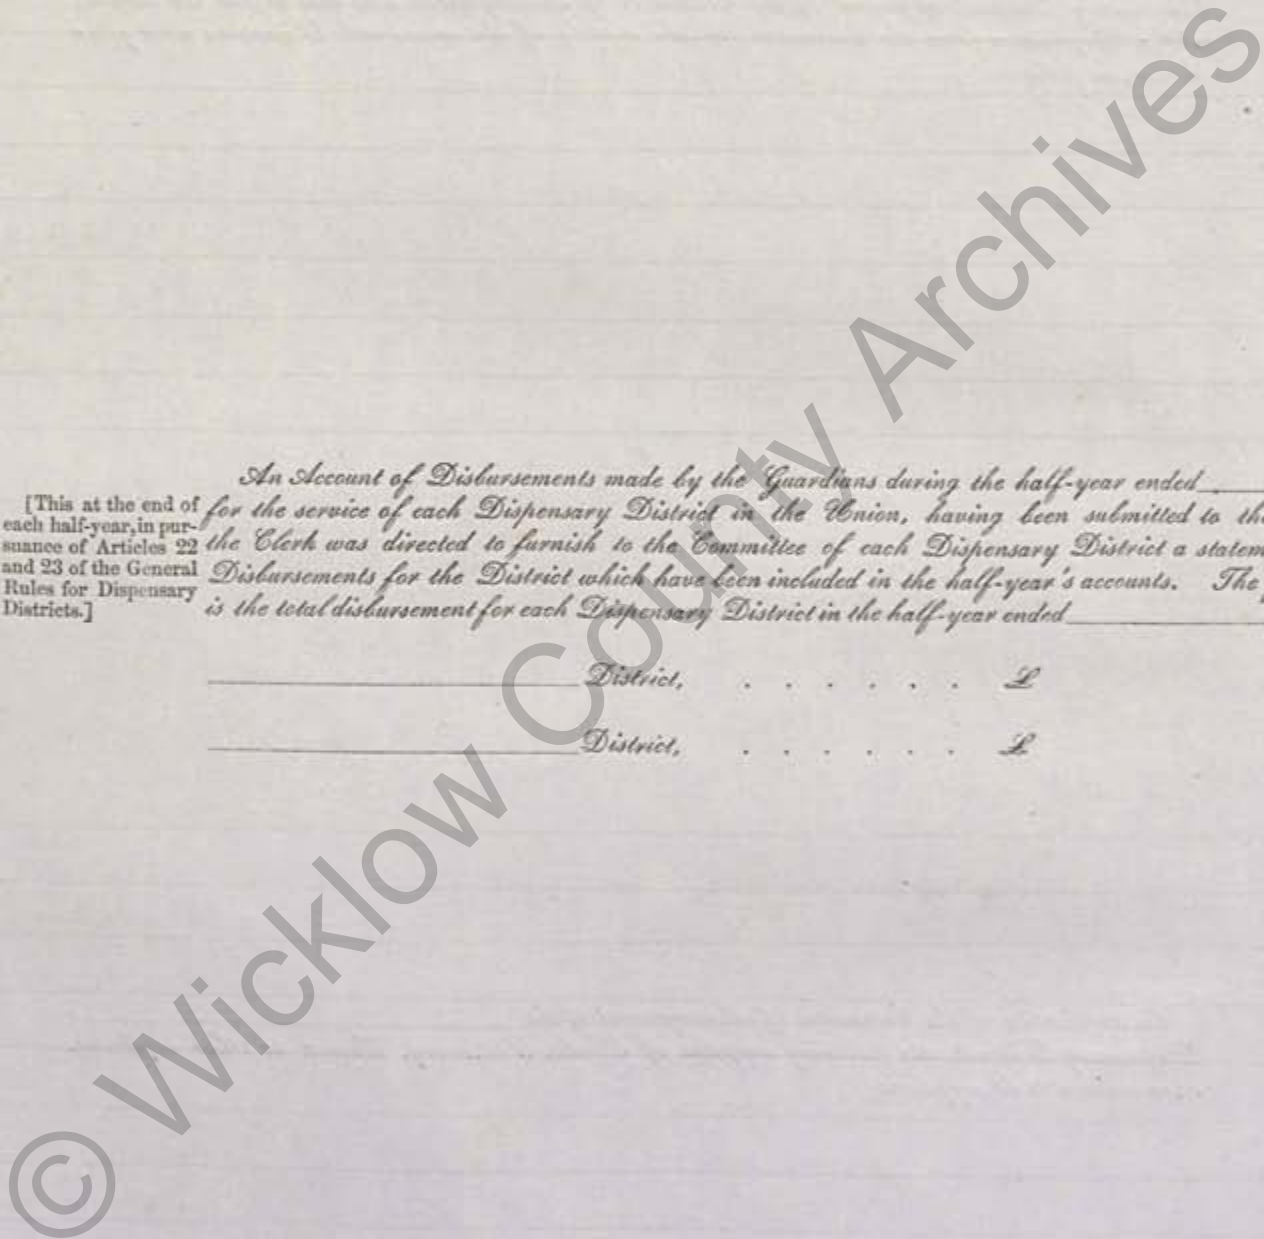 An Account of Disbursements made by the Guardians during the half-year ended
for the service of each Dispensary District in the Union, having been submitted to the
the Clerk was directed to furnish to the Committee of each Dispensary District a statem
Disbursements for the District which have been included in the half-year's accounts. The
is the total disbursement for each Dispensary District in the half-year ended
[This at the end of
each half-year, in pur-
suance of Articles 22
and 23 of the General
Rules for Dispensary
Districts.]
District, . . . . . . £
District, . . . . . . £
© Wicklow County Archives